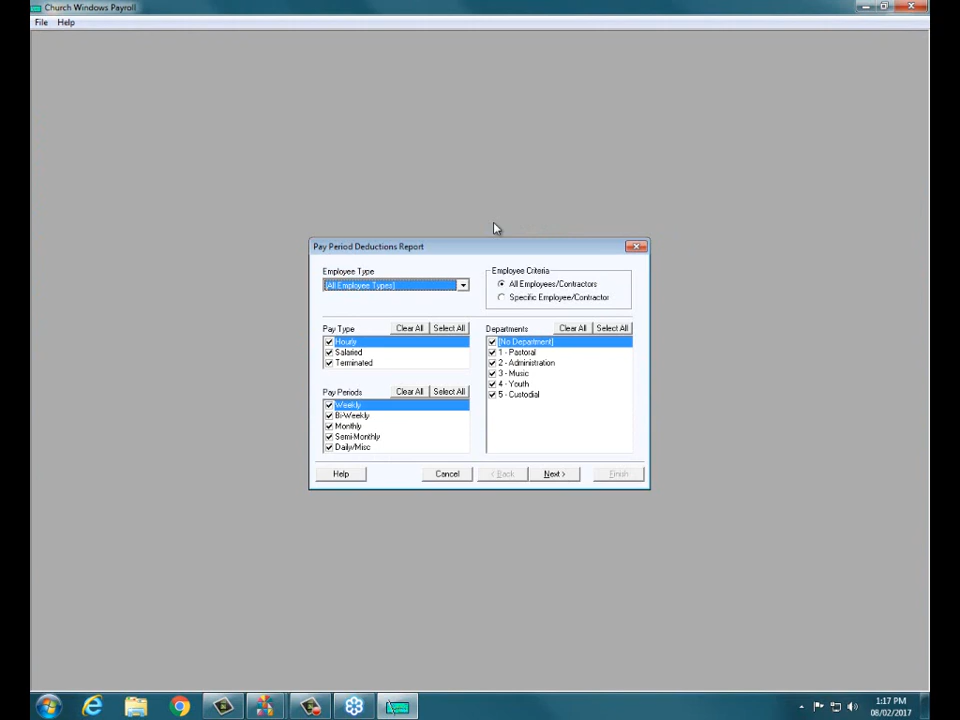 Church Windows Payroll
File Help
Pay Period Deductions Report
Employee Type
[All Employee Types]
Employee Criteria
All Employees/Contractors
Specific Employee/Contractor
Pay Type Clear All Select All
Hourly
Salaried
Terminated
Departments Clear All Select All
[No Department]
1 - Pastoral
2 - Administration
3 - Music
4 - Youth
5 - Custodial
Pay Periods Clear All Select All
Weekly
Bi-Weekly
Monthly
Semi-Monthly
Daily/Misc
Help Cancel < Back Next > Finish
1:17 PM
08/02/2017